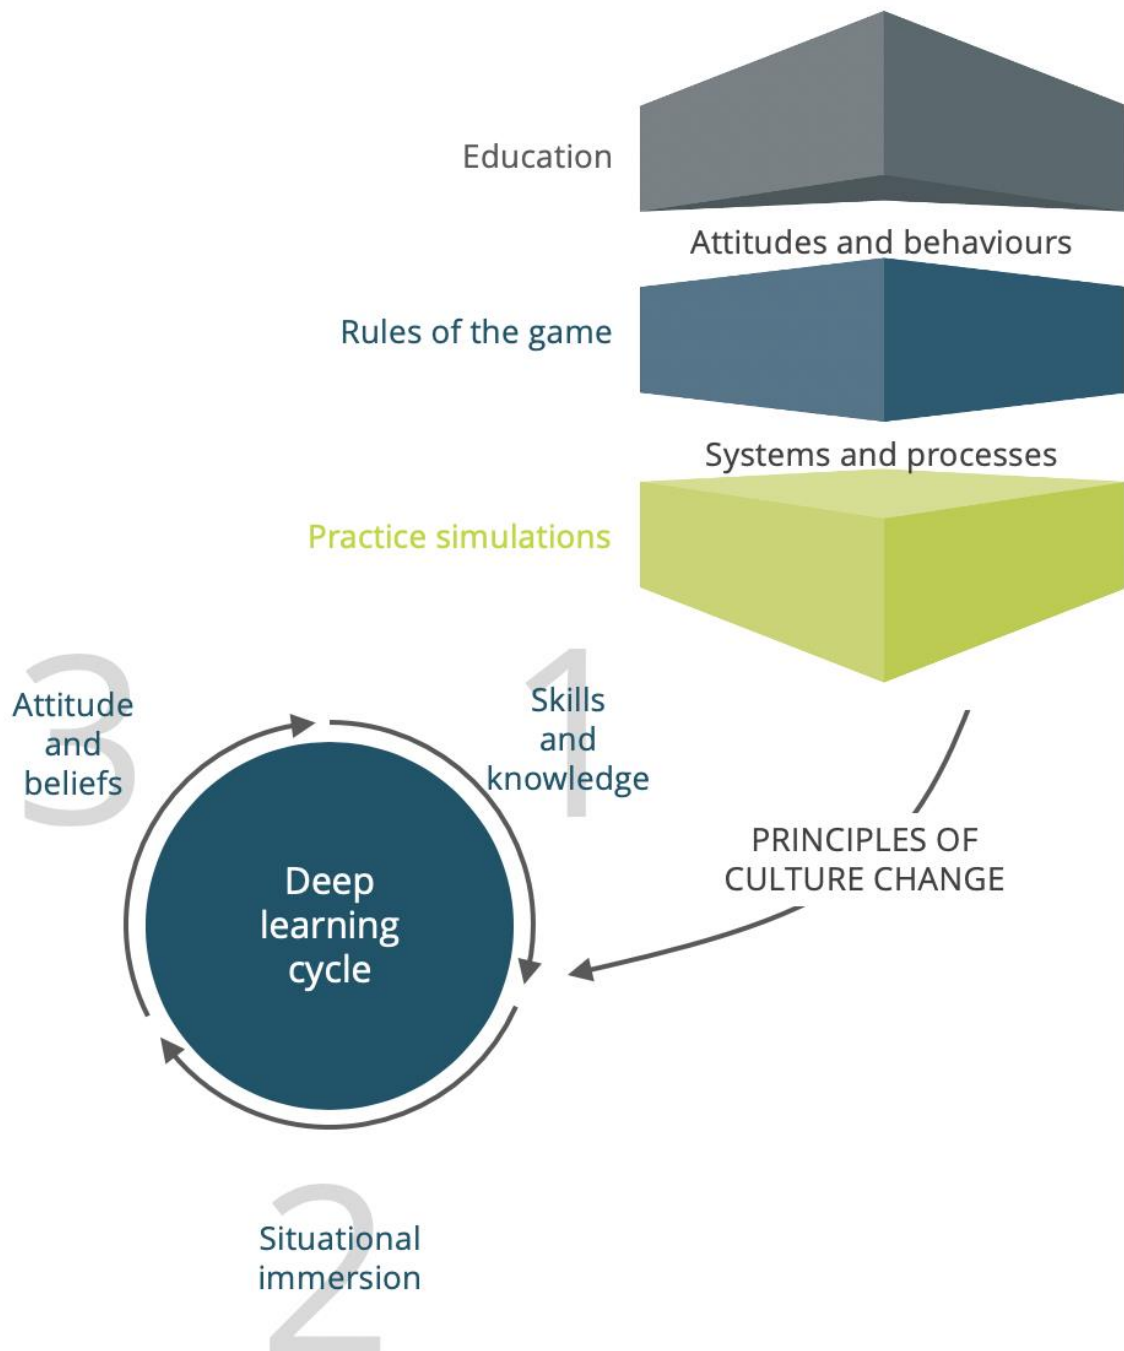 Education
Attitudes and behaviours
Rules of the game
Systems and processes
Practice simulations
3
Attitude
and
beliefs
1
Skills
and
knowledge
PRINCIPLES OF
CULTURE CHANGE
Deep
learning
cycle
2
Situational
immersion